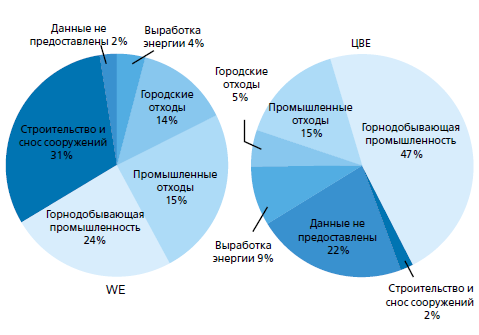 Данные не
предоставлены 2%
Выработка
энергии 4%
Городские
отходы
14%
Промышленные
отходы
15%
Горнодобывающая
промышленность
24%
Строительство и
снос сооружений
31%
WE
ЦВЕ
Городские
отходы
5%
Промышленные
отходы
15%
Горнодобывающая
промышленность
47%
Данные не
предоставлены
22%
Выработка
энергии 9%
Строительство и
снос сооружений
2%